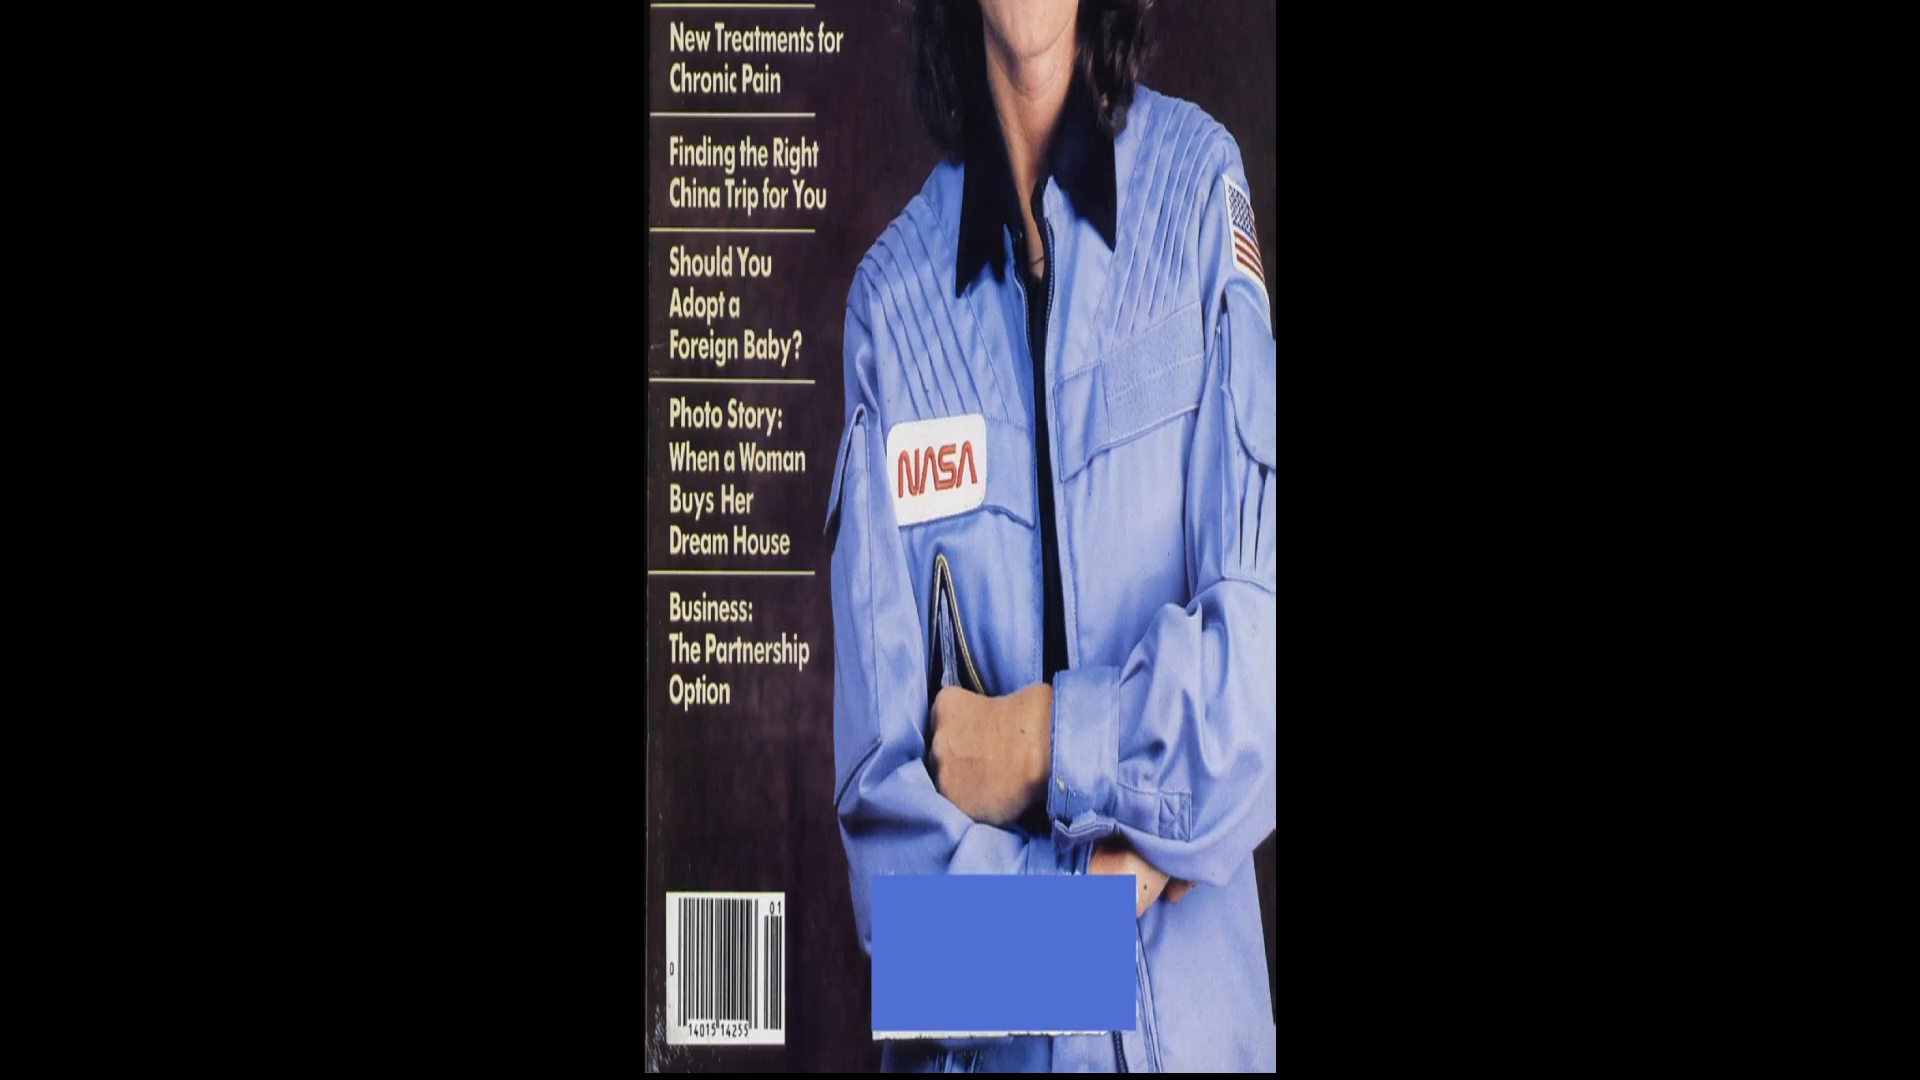 New Treatments for
Chronic Pain
Finding the Right
China Trip for You
Should You
Adopt a
Foreign Baby?
Photo Story:
When a Woman
Buys Her
Dream House
Business:
The Partnership
Option
NASA
01
0
14015 14255